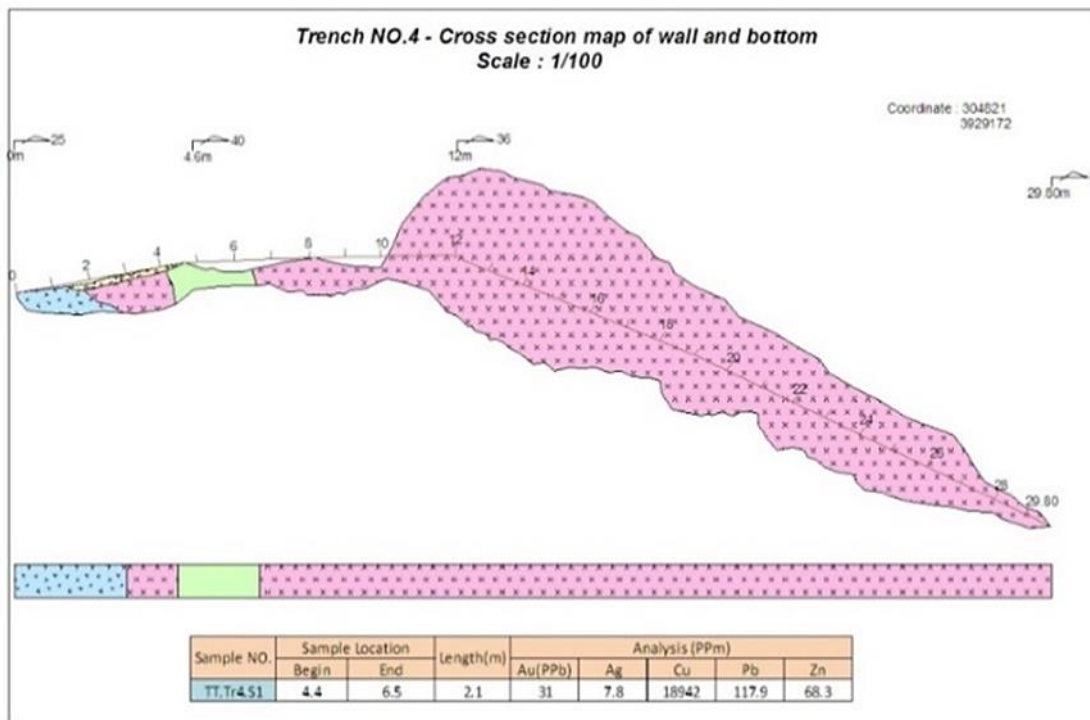 Trench NO.4 - Cross section map of wall and bottom
Scale : 1/100
Coordinate : 304821
3929172
25
0m
40
4.6m
36
12m
29.80m
0
2
4
6
8
10
12
14
16
18
20
22
24
26
28
29.80
Sample NO. Sample Location Length(m) Analysis (PPm)
Begin End Au(PPb) Ag Cu Pb Zn
TT.Tr4.S1 4.4 6.5 2.1 31 7.8 18942 117.9 68.3